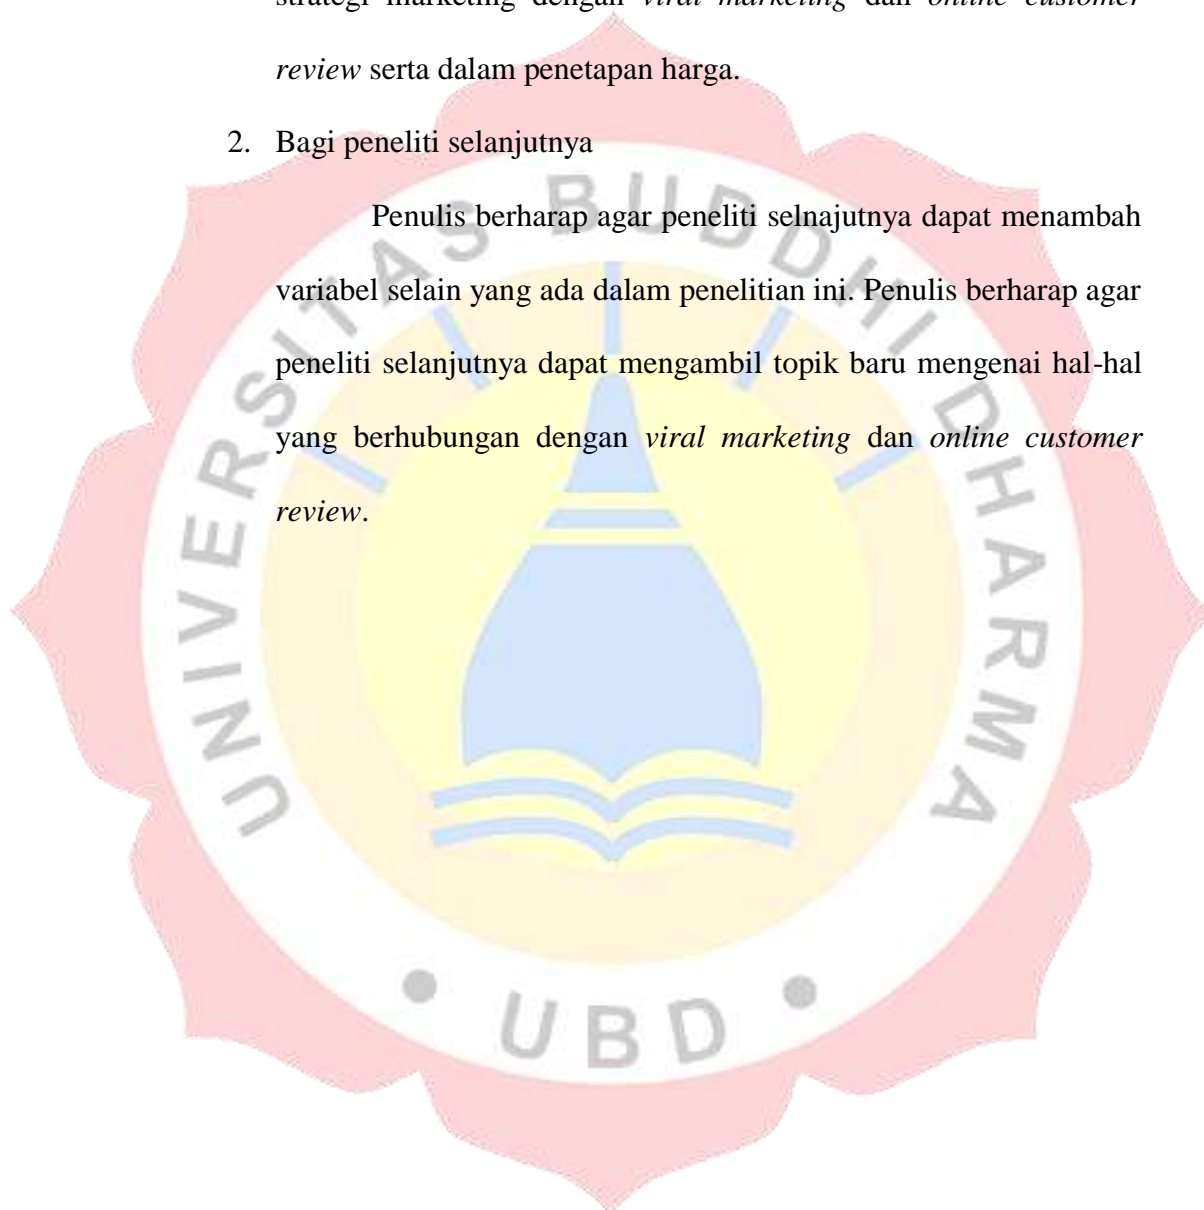 strategi marketing dengan viral marketing dan online customer
review serta dalam penetapan harga.
2. Bagi peneliti selanjutnya
Penulis berharap agar peneliti selnajutnya dapat menambah
variabel selain yang ada dalam penelitian ini. Penulis berharap agar
peneliti selanjutnya dapat mengambil topik baru mengenai hal-hal
yang berhubungan dengan viral marketing dan online customer
review.
UNIVERSITAS BUDDHI DHARMA
• UBD •